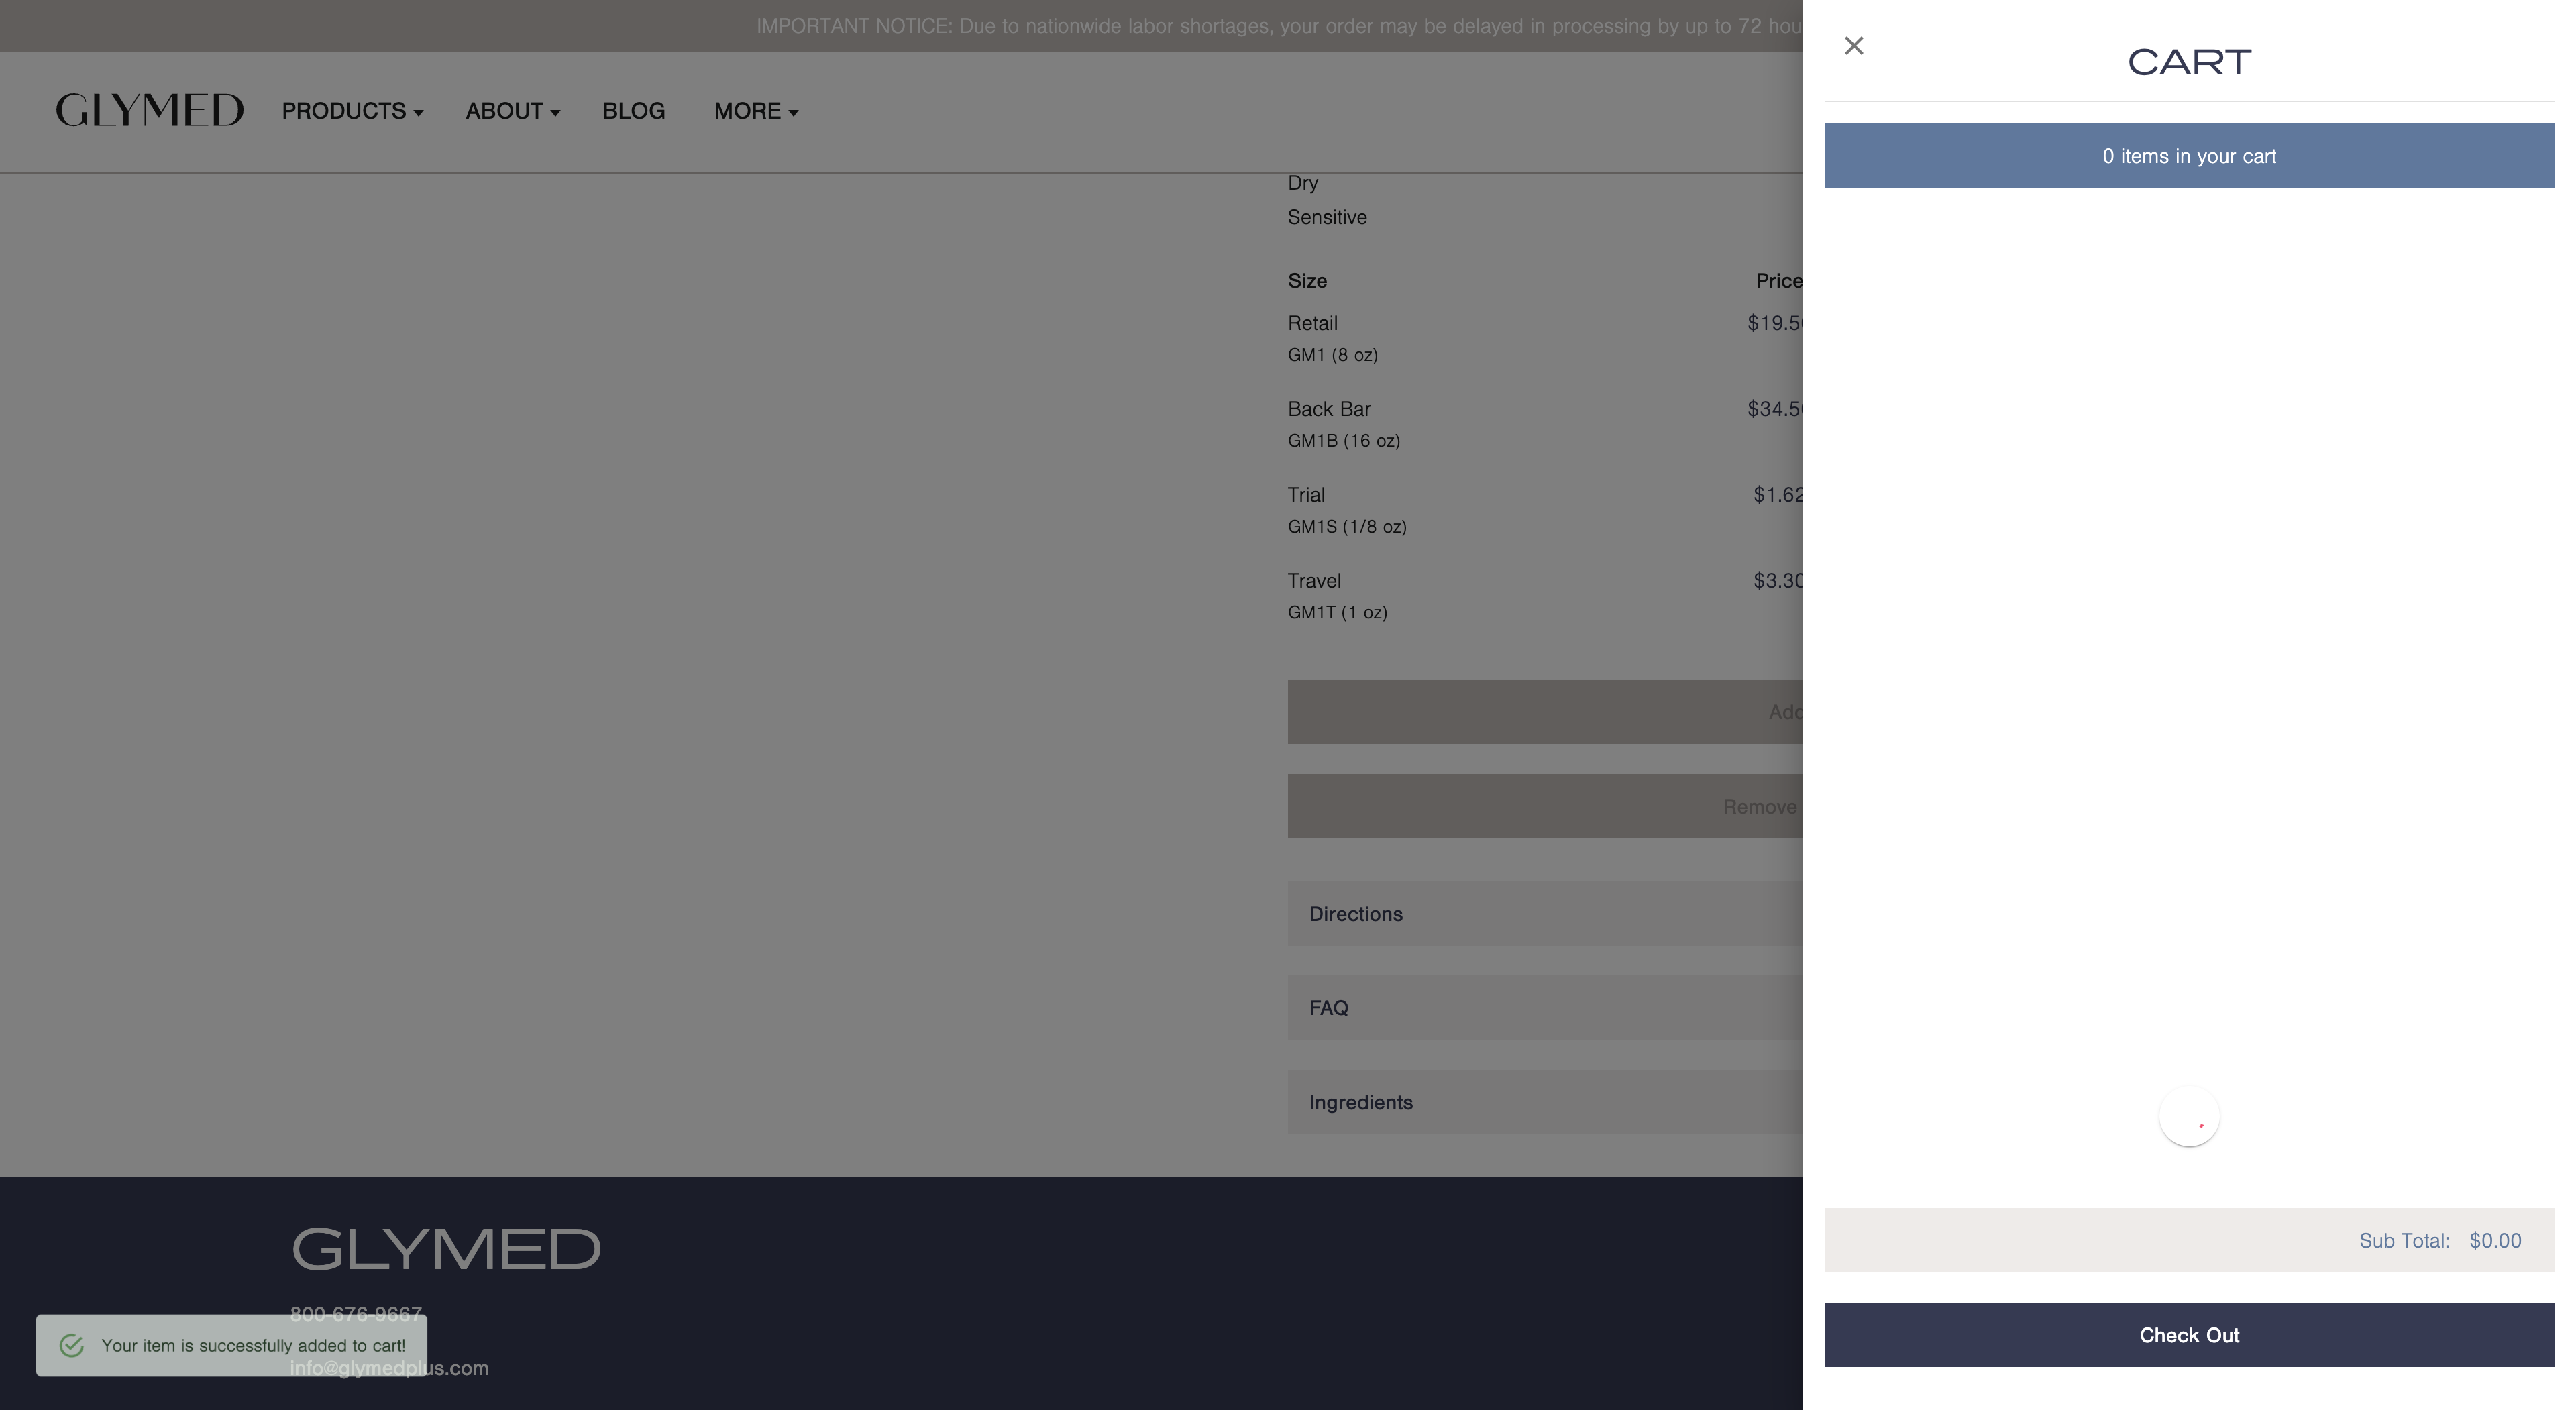 IMPORTANT NOTICE: Due to nationwide labor shortages, your order may be delayed in processing by up to 72 hou
GLYMED PRODUCTS ABOUT BLOG MORE
CART
0 items in your cart
Dry
Sensitive
Size Price
Retail $19.5
GM1 (8 oz)
Back Bar $34.5
GM1B (16 oz)
Trial $1.62
GM1S (1/8 oz)
Travel $3.30
GM1T (1 oz)
Add
Remove
Directions
FAQ
Ingredients
Sub Total: $0.00
Check Out
GLYMED
800-676-9667
Your item is successfully added to cart!
info@glymedplus.com